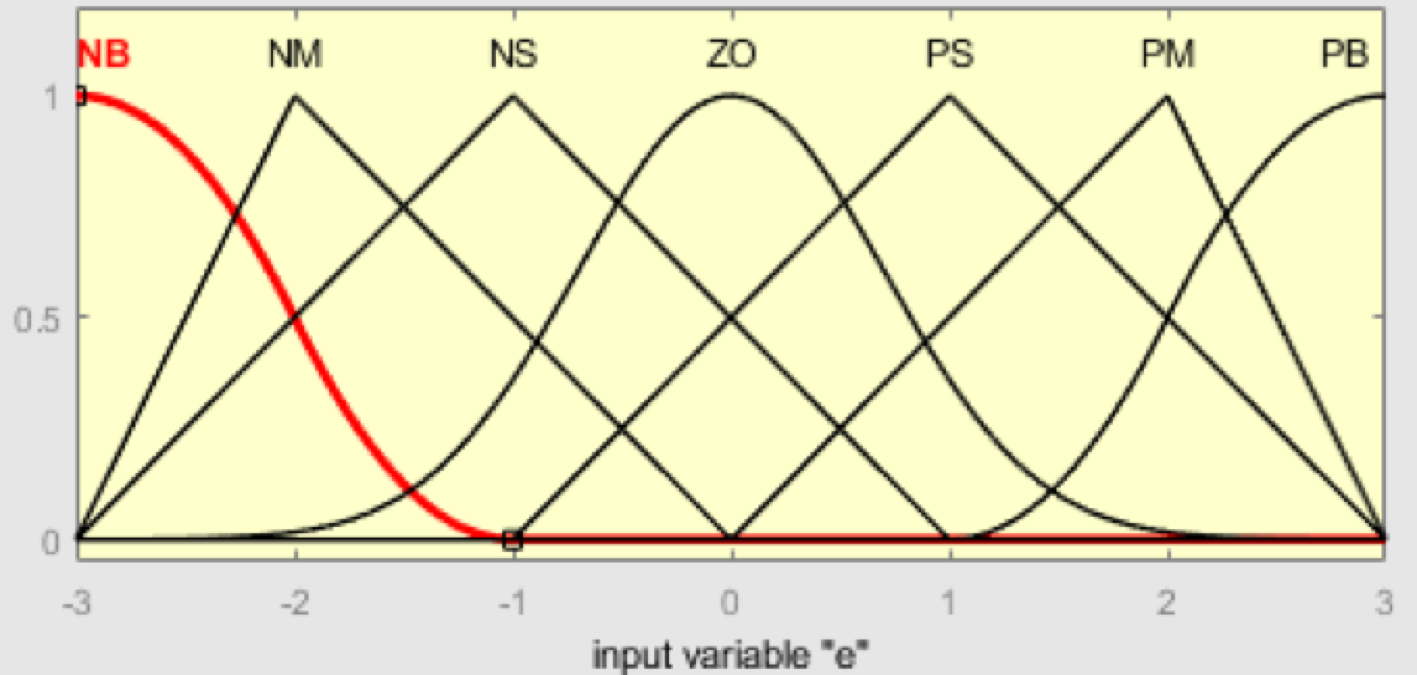 NB NM NS ZO PS PM PB
1
0.5
0
-3 -2 -1 0 1 2 3
input variable "e"